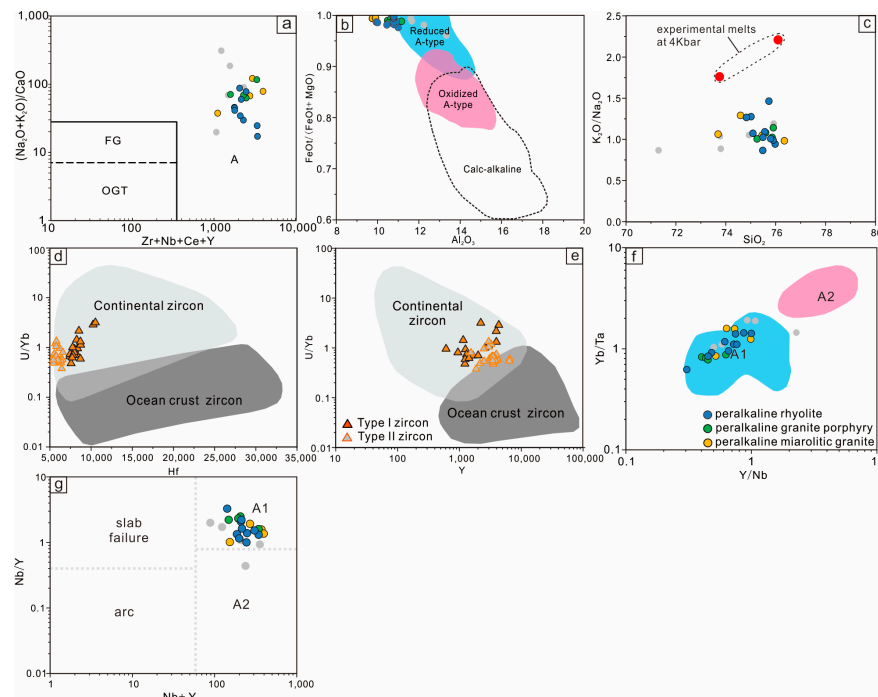 a
1,000
100
10
1
(Na₂O+K₂O)/CaO
FG
OGT
A
10
100
1,000
10,000
Zr+Nb+Ce+Y
b
1.0
0.9
0.8
0.7
0.6
FeOt/(FeOt+ MgO)
Reduced
A-type
Oxidized
A-type
Calc-alkaline
8
10
12
14
16
18
20
Al₂O₃
c
2.5
2.0
1.5
1.0
0.5
0.0
K₂O/Na₂O
experimental melts
at 4Kbar
70
72
74
76
78
80
SiO₂
d
100
10
1
0.1
0.01
U/Yb
Continental zircon
Ocean crust zircon
5,000
10,000
15,000
20,000
25,000
30,000
35,000
Hf
e
100
10
1
0.1
0.01
U/Yb
Continental
zircon
Ocean crust zircon
Type I zircon
Type II zircon
10
100
1,000
10,000
100,000
Y
f
10
1
0.1
Yb/Ta
A2
A1
peralkaline rhyolite
peralkaline granite porphyry
peralkaline miarolitic granite
0.1
1
Y/Nb
g
10
1
0.1
0.01
Nb/Y
slab
failure
A1
arc
A2
1
10
100
1,000
Nb+Y